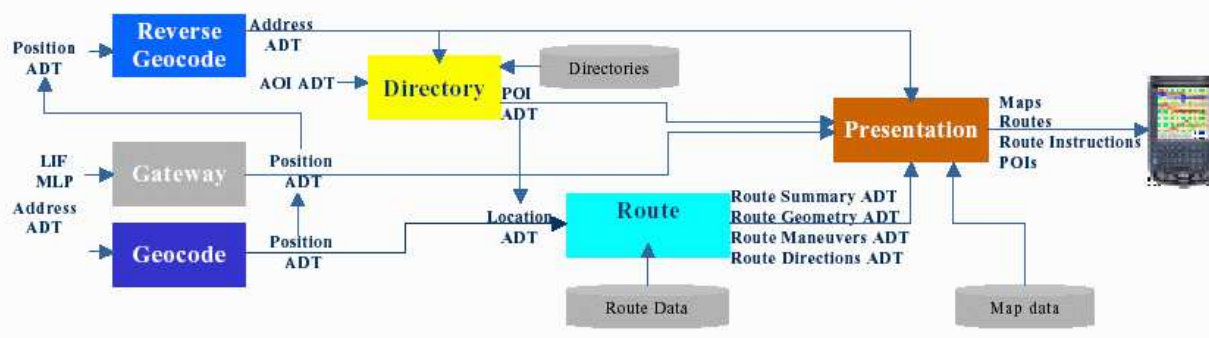 Position
ADT
Reverse
Geocode
Address
ADT
AOI ADT
Directory
Directories
POI
ADT
LIF
MLP
Gateway
Position
ADT
Address
ADT
Geocode
Position
ADT
Location
ADT
Route
Route Data
Route Summary ADT
Route Geometry ADT
Route Maneuvers ADT
Route Directions ADT
Presentation
Map data
Maps
Routes
Route Instructions
POIs